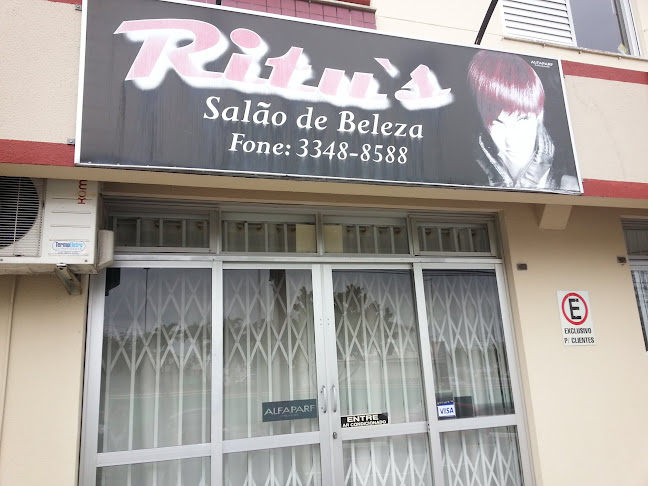 Ritu's
ALFAPARF
Salão de Beleza
Fone: 3348-8588
E
EXCLUSIVO
P/ CLIENTES
ALFAPARF
ENTRE
AR CONDICIONADO
VISA